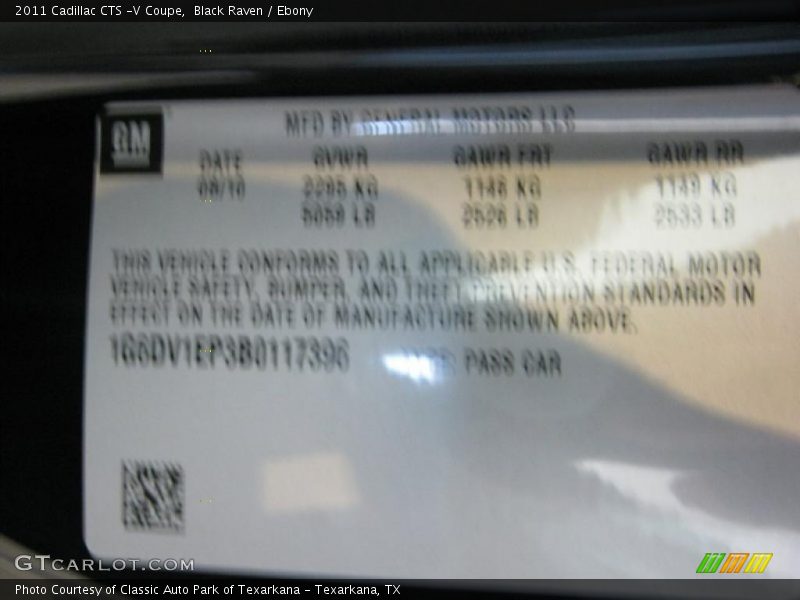 2011 Cadillac CTS -V Coupe, Black Raven / Ebony
MFD BY GENERAL MOTORS LLC
GM
DATE GVWR GAWR FRT GAWR RR
08/10 2295 KG 1146 KG 1149 KG
5059 LB 2526 LB 2533 LB
THIS VEHICLE CONFORMS TO ALL APPLICABLE U.S. FEDERAL MOTOR
VEHICLE SAFETY, BUMPER, AND THEFT PREVENTION STANDARDS IN
EFFECT ON THE DATE OF MANUFACTURE SHOWN ABOVE.
1G6DV1EP3B0117396 TYPE: PASS CAR
GTCARLOT.COM
Photo Courtesy of Classic Auto Park of Texarkana - Texarkana, TX